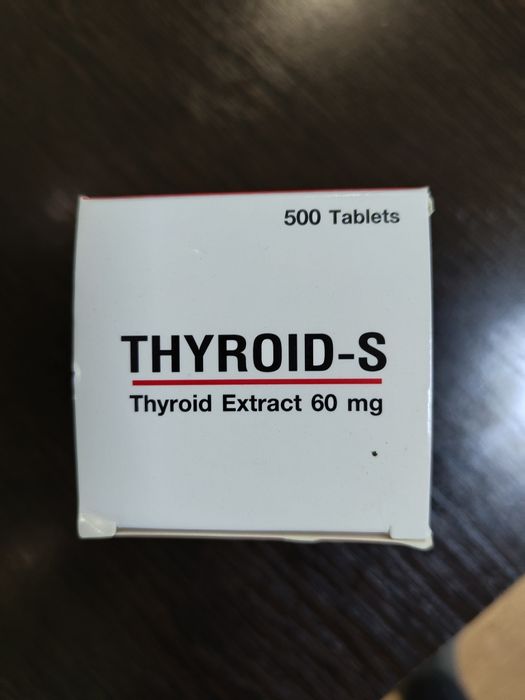 500 Tablets
THYROID-S
Thyroid Extract 60 mg